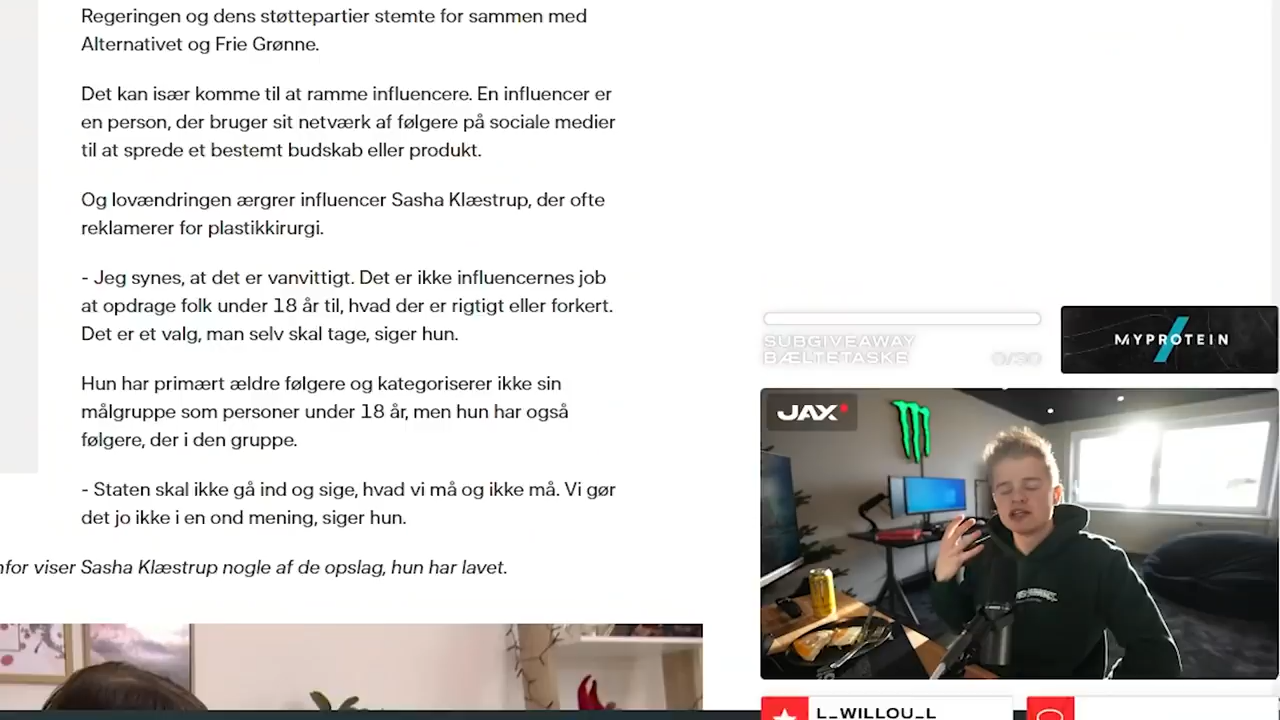 Regeringen og dens støttepartier stemte for sammen med
Alternativet og Frie Grønne.
Det kan især komme til at ramme influencere. En influencer er
en person, der bruger sit netværk af følgere på sociale medier
til at sprede et bestemt budskab eller produkt.
Og lovændringen ærgrer influencer Sasha Klæstrup, der ofte
reklamerer for plastikkirurgi.
- Jeg synes, at det er vanvittigt. Det er ikke influencernes job
at opdrage folk under 18 år til, hvad der er rigtigt eller forkert.
Det er et valg, man selv skal tage, siger hun.
Hun har primært ældre følgere og kategoriserer ikke sin
målgruppe som personer under 18 år, men hun har også
følgere, der i den gruppe.
- Staten skal ikke gå ind og sige, hvad vi må og ikke må. Vi gør
det jo ikke i en ond mening, siger hun.
viser Sasha Klæstrup nogle af de opslag, hun har lavet.
SUBGIVEAWAY
BÆLTETASKE
0/30
MYPROTEIN
JAX
L_WILLOU_L